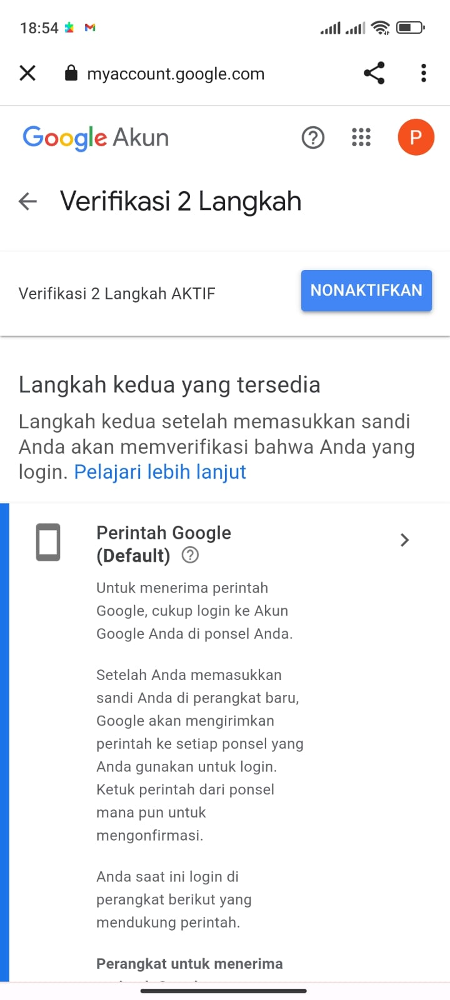 18:54
myaccount.google.com
Google Akun
P
Verifikasi 2 Langkah
Verifikasi 2 Langkah AKTIF
NONAKTIFKAN
Langkah kedua yang tersedia
Langkah kedua setelah memasukkan sandi
Anda akan memverifikasi bahwa Anda yang
login. Pelajari lebih lanjut
Perintah Google
(Default)
Untuk menerima perintah
Google, cukup login ke Akun
Google Anda di ponsel Anda.
Setelah Anda memasukkan
sandi Anda di perangkat baru,
Google akan mengirimkan
perintah ke setiap ponsel yang
Anda gunakan untuk login.
Ketuk perintah dari ponsel
mana pun untuk
mengonfirmasi.
Anda saat ini login di
perangkat berikut yang
mendukung perintah.
Perangkat untuk menerima